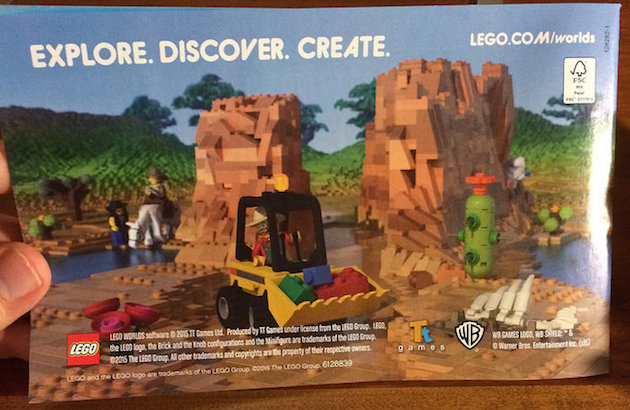 EXPLORE. DISCOVER. CREATE.
LEGO.COM/worlds
FSC
MIX
Paper
LEGO
LEGO WORLDS software © 2015 TT Games Ltd. Produced by TT Games under license from the LEGO Group. LEGO,
the LEGO logo, the Brick and the Knob configurations and the Minifigure are trademarks of the LEGO Group.
©2015 The LEGO Group. All other trademarks and copyrights are the property of their respective owners.
LEGO and the LEGO logo are trademarks of the LEGO Group. ©2015 The LEGO Group. 6128839
Tt
games
WB
WB GAMES LOGO, WB SHIELD: ™ &
© Warner Bros. Entertainment Inc. (s15)